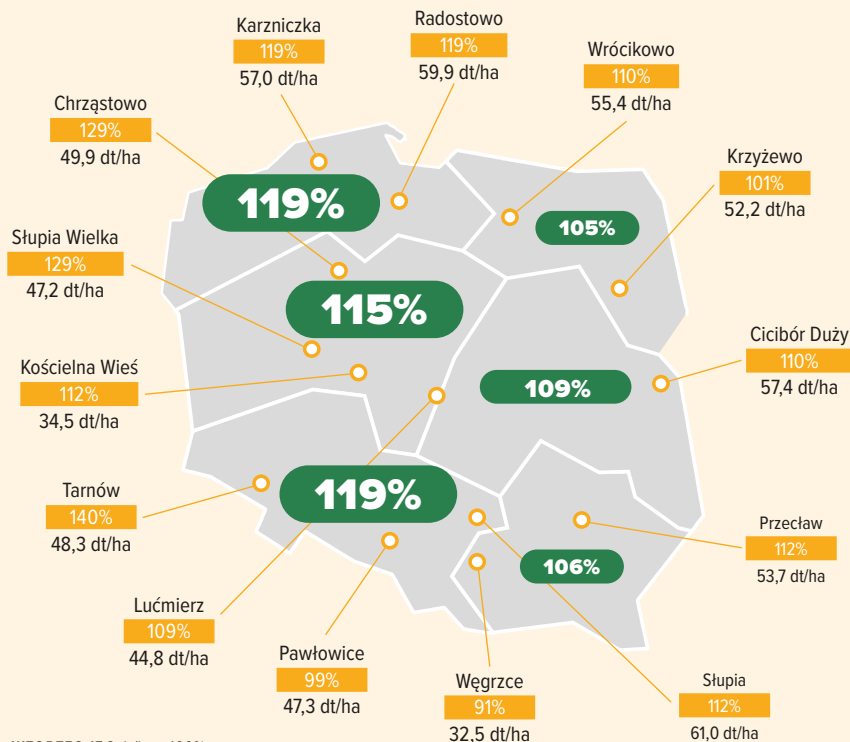 Karzniczka
119%
57,0 dt/ha
Radostowo
119%
59,9 dt/ha
Wrócikowo
110%
55,4 dt/ha
Chrząstowo
129%
49,9 dt/ha
Krzyżewo
101%
52,2 dt/ha
119%
105%
Słupia Wielka
129%
47,2 dt/ha
115%
Cicibór Duży
110%
57,4 dt/ha
Kościelna Wieś
112%
34,5 dt/ha
109%
Tarnów
140%
48,3 dt/ha
119%
Przecław
112%
53,7 dt/ha
106%
Lućmierz
109%
44,8 dt/ha
Pawłowice
99%
47,3 dt/ha
Węgrzce
91%
32,5 dt/ha
Słupia
112%
61,0 dt/ha